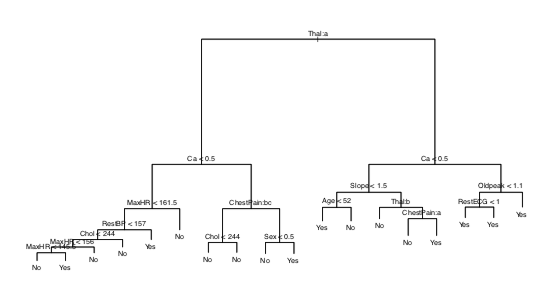 Thal:a
Ca < 0.5
Ca < 0.5
Slope < 1.5
Oldpeak < 1.1
MaxHR < 161.5
ChestPain:bc
Age < 52
Thal:b
RestECG < 1
ChestPain:a
RestBP < 157
Chol < 244
MaxHR < 156
MaxHR < 145.5
Chol < 244
Sex < 0.5
Yes
No
No
No
Yes
Yes
Yes
Yes
No
Yes
No
No
No
Yes
No
No
No
Yes